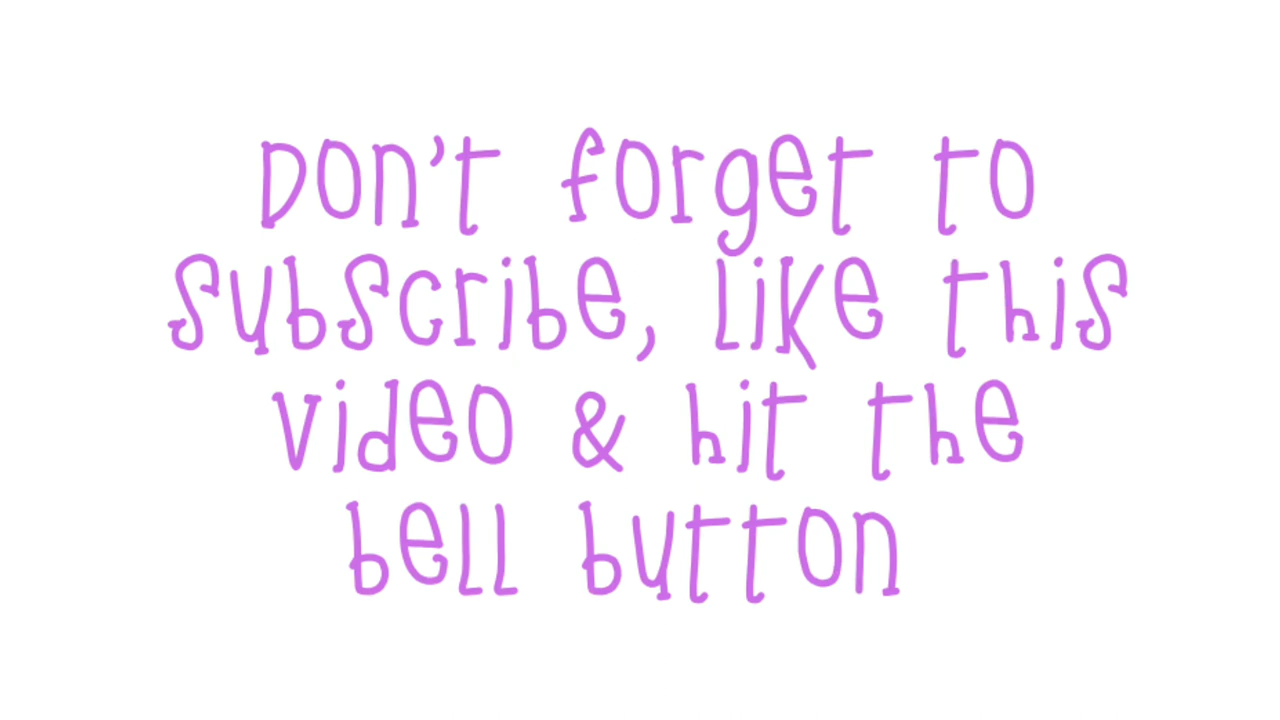 Don't forget to
subscribe, like this
video & hit the
bell button